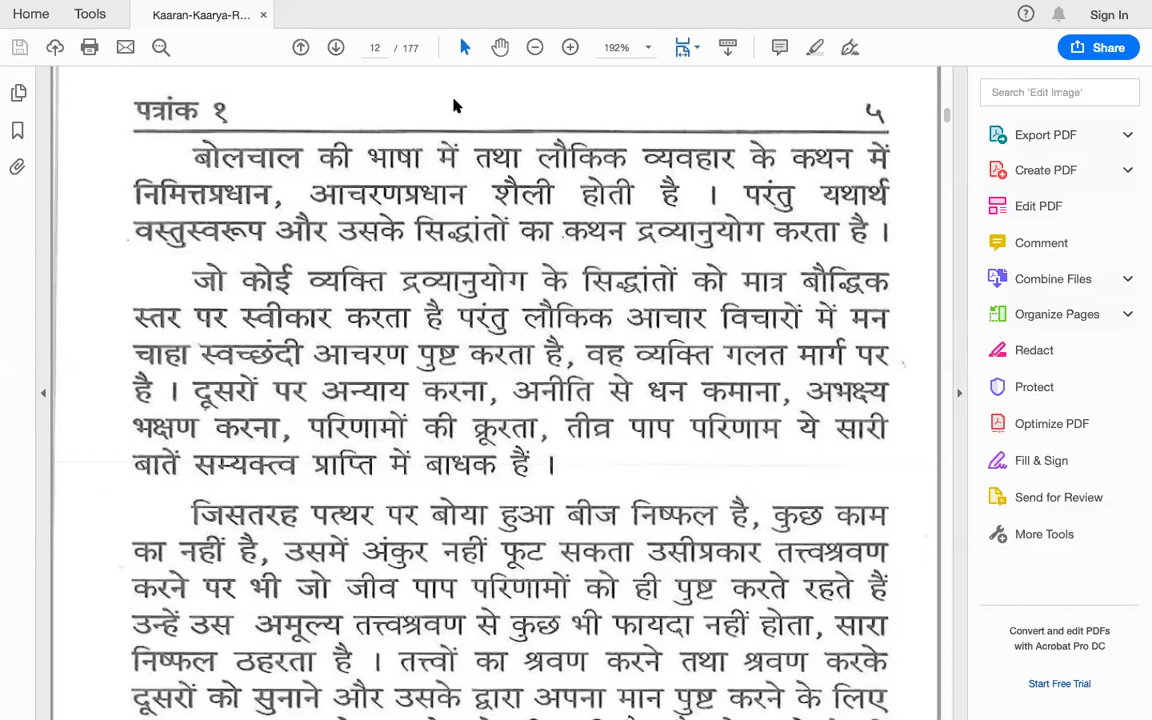 Home Tools Kaaran-Kaarya-R... × Sign In
12 / 177 192% Share
पत्रांक १ ५
बोलचाल की भाषा में तथा लौकिक व्यवहार के कथन में
निमित्तप्रधान, आचरणप्रधान शैली होती है । परंतु यथार्थ
वस्तुस्वरूप और उसके सिद्धांतों का कथन द्रव्यानुयोग करता है ।
जो कोई व्यक्ति द्रव्यानुयोग के सिद्धांतों को मात्र बौद्धिक
स्तर पर स्वीकार करता है परंतु लौकिक आचार विचारों में मन
चाहा स्वच्छंदी आचरण पुष्ट करता है, वह व्यक्ति गलत मार्ग पर
है । दूसरों पर अन्याय करना, अनीति से धन कमाना, अभक्ष्य
भक्षण करना, परिणामों की क्रूरता, तीव्र पाप परिणाम ये सारी
बातें सम्यक्त्व प्राप्ति में बाधक हैं ।
जिसतरह पत्थर पर बोया हुआ बीज निष्फल है, कुछ काम
का नहीं है, उसमें अंकुर नहीं फूट सकता उसीप्रकार तत्त्वश्रवण
करने पर भी जो जीव पाप परिणामों को ही पुष्ट करते रहते हैं
उन्हें उस अमूल्य तत्त्वश्रवण से कुछ भी फायदा नहीं होता, सारा
निष्फल ठहरता है । तत्त्वों का श्रवण करने तथा श्रवण करके
दूसरों को सुनाने और उसके द्वारा अपना मान पुष्ट करने के लिए
Search 'Edit Image'
Export PDF
Create PDF
Edit PDF
Comment
Combine Files
Organize Pages
Redact
Protect
Optimize PDF
Fill & Sign
Send for Review
More Tools
Convert and edit PDFs
with Acrobat Pro DC
Start Free Trial